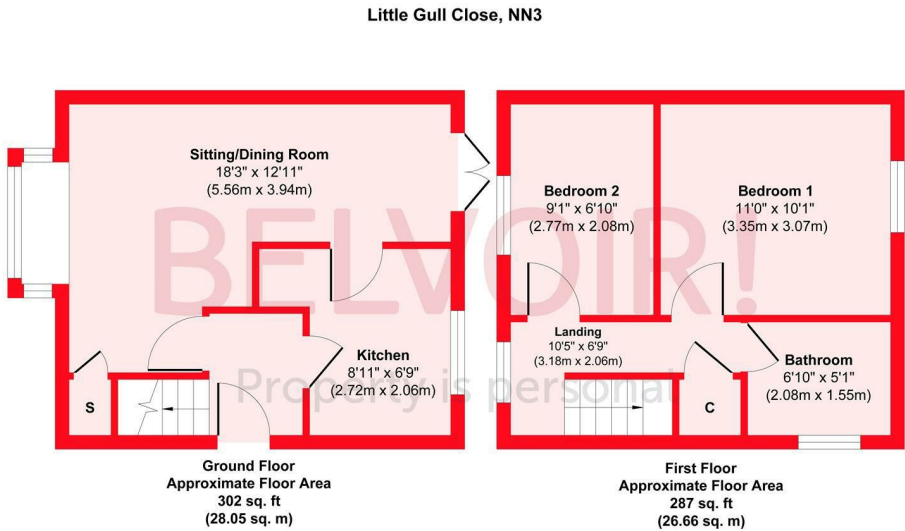 Little Gull Close, NN3
Sitting/Dining Room
18'3" x 12'11"
(5.56m x 3.94m)
Kitchen
8'11" x 6'9"
(2.72m x 2.06m)
S
Ground Floor
Approximate Floor Area
302 sq. ft
(28.05 sq. m)
Bedroom 2
9'1" x 6'10"
(2.77m x 2.08m)
Bedroom 1
11'0" x 10'1"
(3.35m x 3.07m)
Landing
10'5" x 6'9"
(3.18m x 2.06m)
Bathroom
6'10" x 5'1"
(2.08m x 1.55m)
C
First Floor
Approximate Floor Area
287 sq. ft
(26.66 sq. m)
BELVOIR!
Property is personal